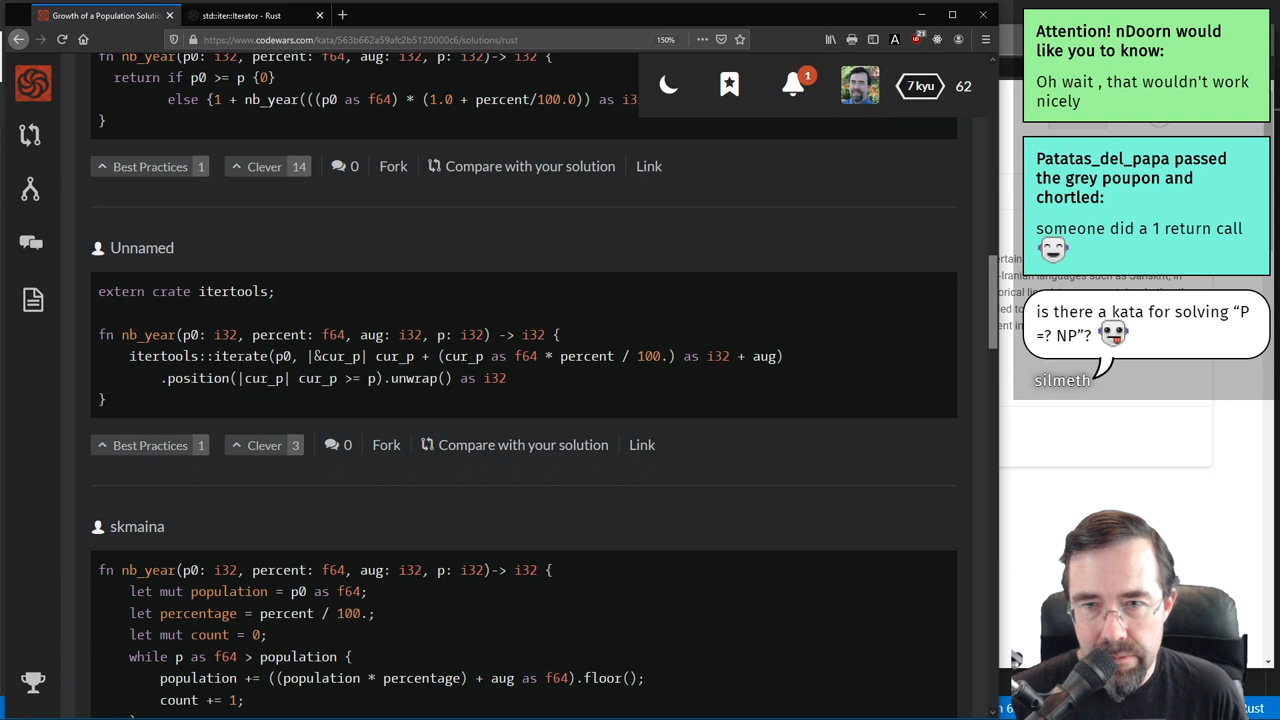 Growth of a Population Solutio
std::iter::Iterator - Rust
https://www.codewars.com/kata/563b662a59afc2b5120000c6/solutions/rust
150%
21
fn nb_year(p0: i32, percent: f64, aug: i32, p: i32)-> i32 {
return if p0 >= p {0}
else {1 + nb_year(((p0 as f64) * (1.0 + percent/100.0)) as i3
}
1
7 kyu
62
Best Practices 1
Clever 14
0
Fork
Compare with your solution
Link
Unnamed
extern crate itertools;
fn nb_year(p0: i32, percent: f64, aug: i32, p: i32) -> i32 {
itertools::iterate(p0, |&cur_p| cur_p + (cur_p as f64 * percent / 100.) as i32 + aug)
.position(|cur_p| cur_p >= p).unwrap() as i32
}
Best Practices 1
Clever 3
0
Fork
Compare with your solution
Link
skmaina
fn nb_year(p0: i32, percent: f64, aug: i32, p: i32)-> i32 {
let mut population = p0 as f64;
let percentage = percent / 100.;
let mut count = 0;
while p as f64 > population {
population += ((population * percentage) + aug as f64).floor();
count += 1;
Attention! nDoorn would
like you to know:
Oh wait , that wouldn't work
nicely
Patatas_del_papa passed
the grey poupon and
chortled:
someone did a 1 return call
is there a kata for solving “P
=? NP”?
silmeth
Rust